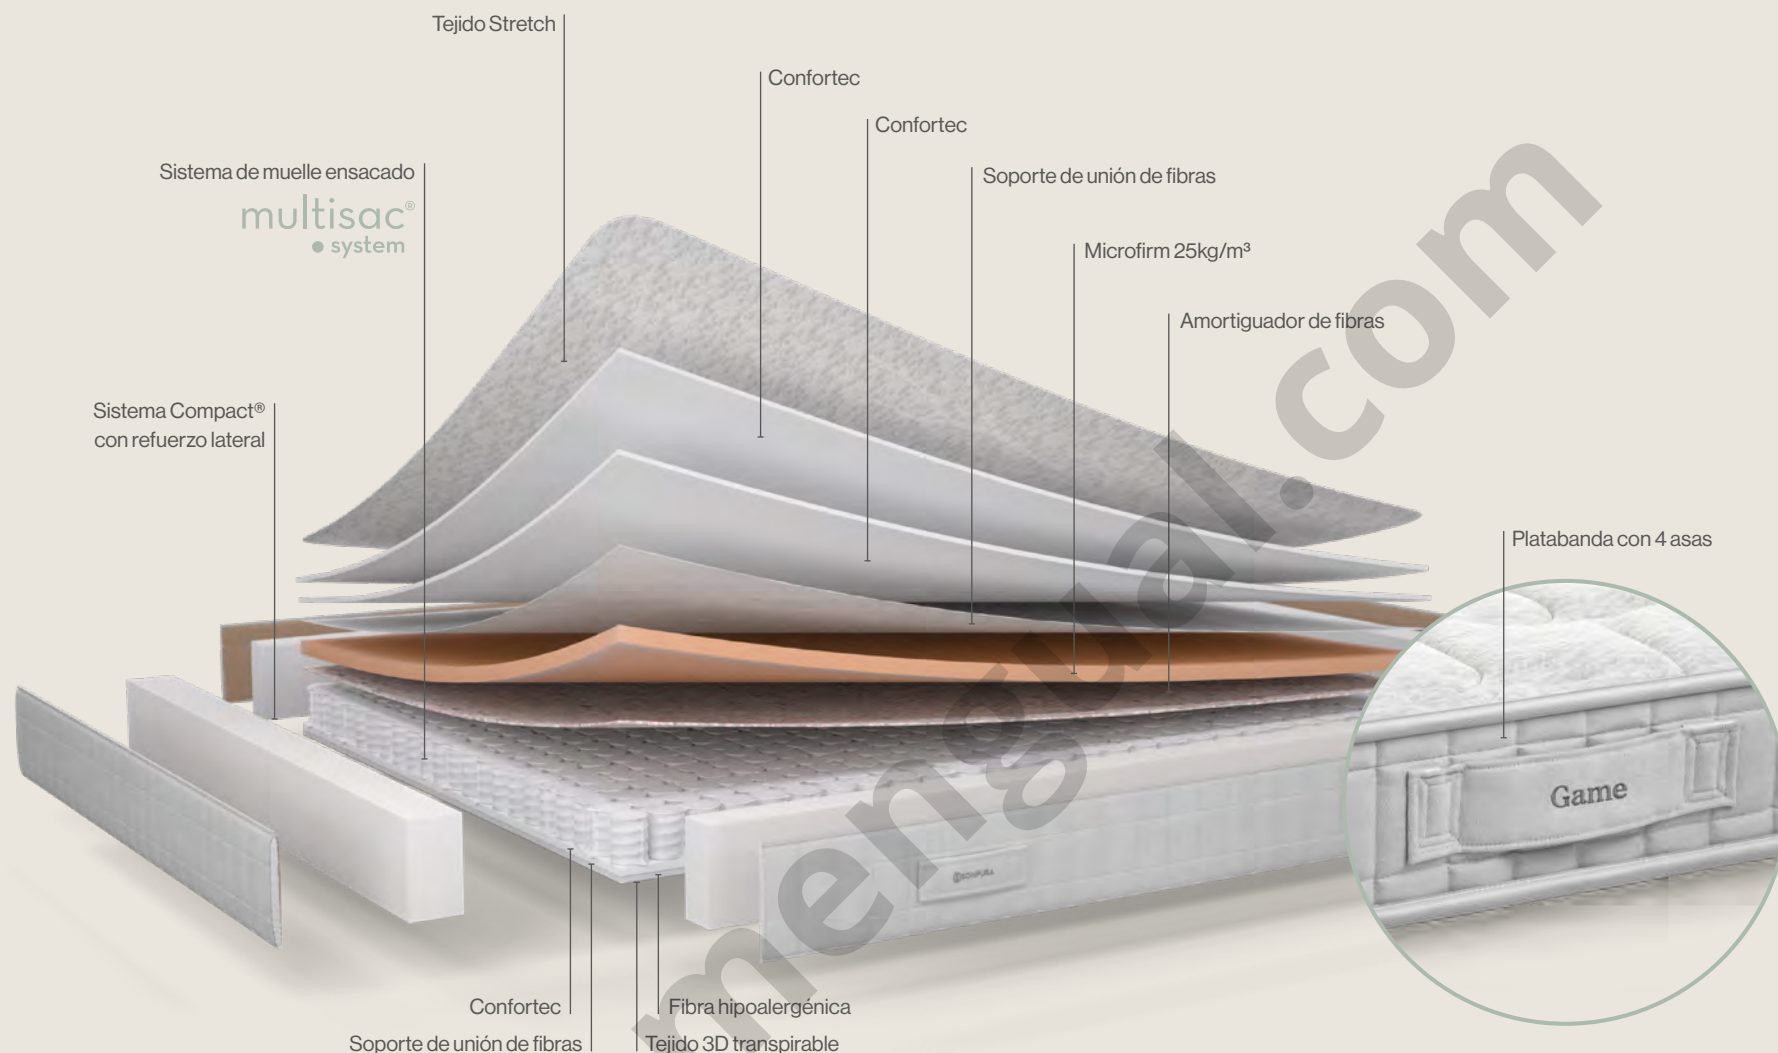 Tejido Stretch
Confortec
Confortec
Sistema de muelle ensacado
multisac®
● system
Soporte de unión de fibras
Microfirm 25kg/m³
Amortiguador de fibras
Sistema Compact®
con refuerzo lateral
Platabanda con 4 asas
Game
SONPURA
Confortec
Fibra hipoalergénica
Soporte de unión de fibras
Tejido 3D transpirable
mengual.com